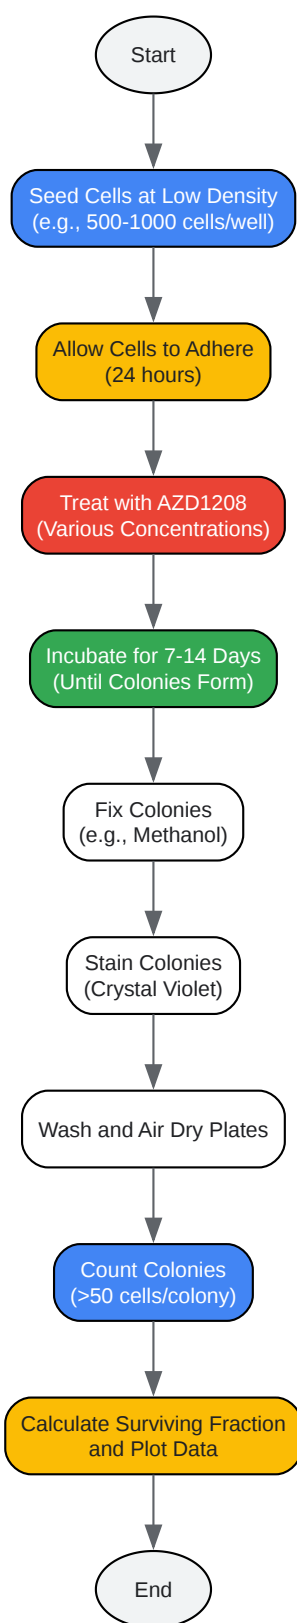 Start
Seed Cells at Low Density
(e.g., 500-1000 cells/well)
Allow Cells to Adhere
(24 hours)
Treat with AZD1208
(Various Concentrations)
Incubate for 7-14 Days
(Until Colonies Form)
Fix Colonies
(e.g., Methanol)
Stain Colonies
(Crystal Violet)
Wash and Air Dry Plates
Count Colonies
(>50 cells/colony)
Calculate Surviving Fraction
and Plot Data
End